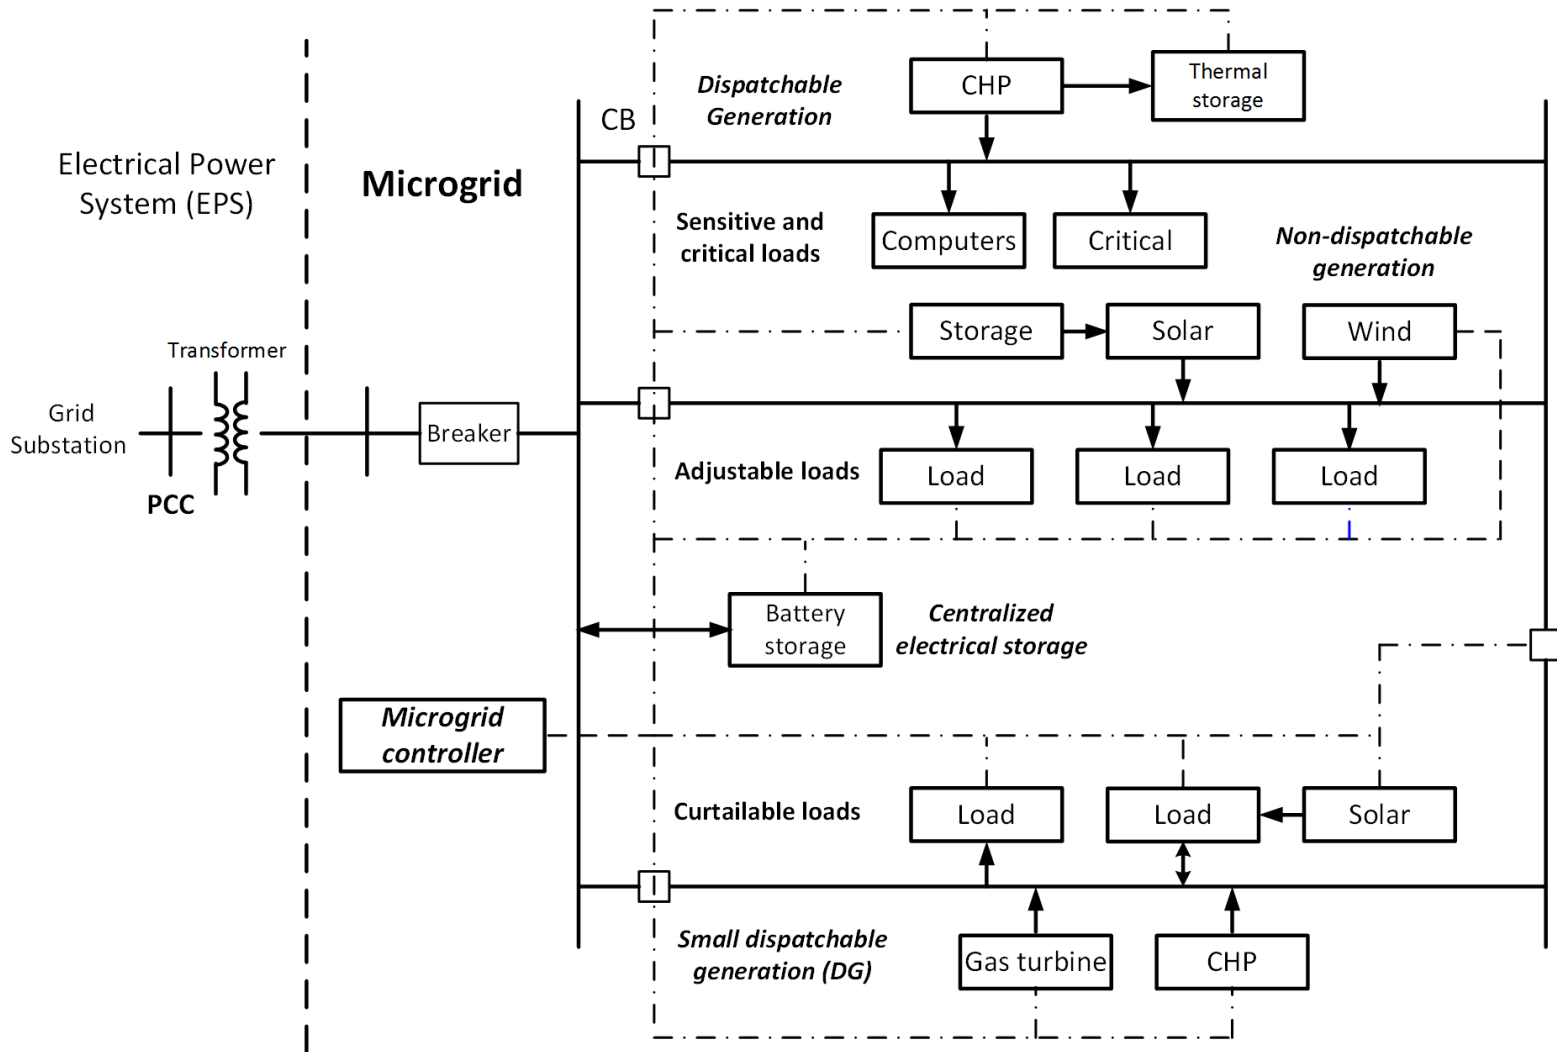 Electrical Power
System (EPS)
Microgrid
CB
Dispatchable
Generation
CHP
Thermal
storage
Sensitive and
critical loads
Computers
Critical
Non-dispatchable
generation
Storage
Solar
Wind
Transformer
Grid
Substation
PCC
Breaker
Adjustable loads
Load
Load
Load
Battery
storage
Centralized
electrical storage
Microgrid
controller
Curtailable loads
Load
Load
Solar
Small dispatchable
generation (DG)
Gas turbine
CHP